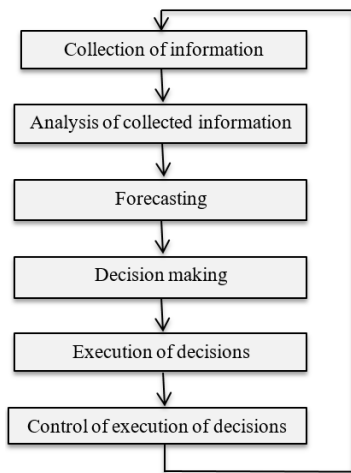 Collection of information
Analysis of collected information
Forecasting
Decision making
Execution of decisions
Control of execution of decisions